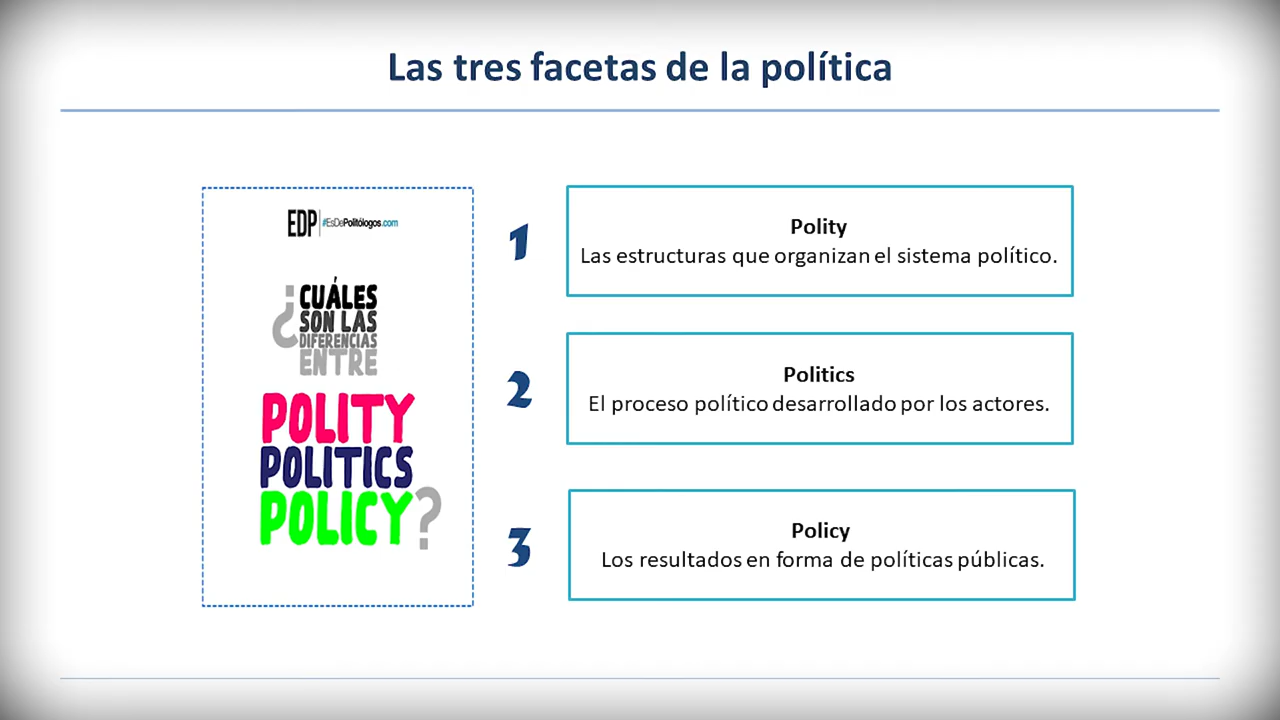 Las tres facetas de la política
EDP #EsDePolitólogos.com
¿CUÁLES
SON LAS
DIFERENCIAS
ENTRE
POLITY
POLITICS
POLICY?
1
Polity
Las estructuras que organizan el sistema político.
2
Politics
El proceso político desarrollado por los actores.
3
Policy
Los resultados en forma de políticas públicas.